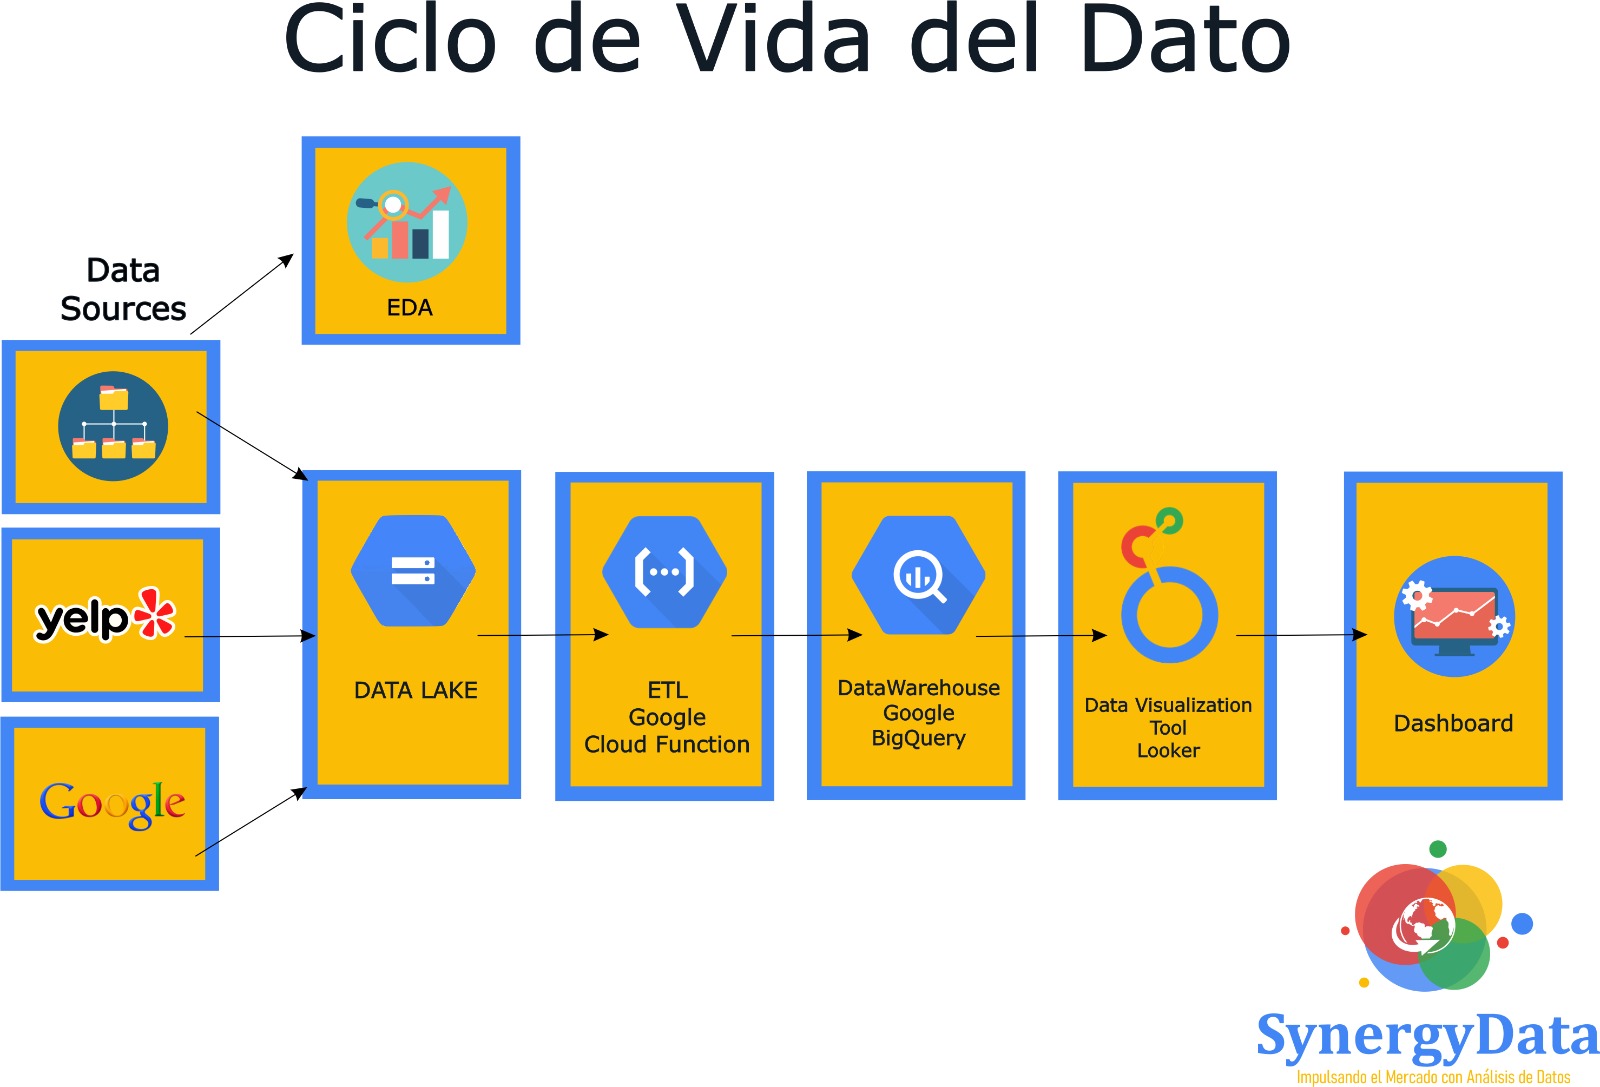 Ciclo de Vida del Dato
EDA
Data
Sources
yelp
Google
DATA LAKE
ETL
Google
Cloud Function
DataWarehouse
Google
BigQuery
Data Visualization
Tool
Looker
Dashboard
SynergyData
Impulsando el Mercado con Análisis de Datos